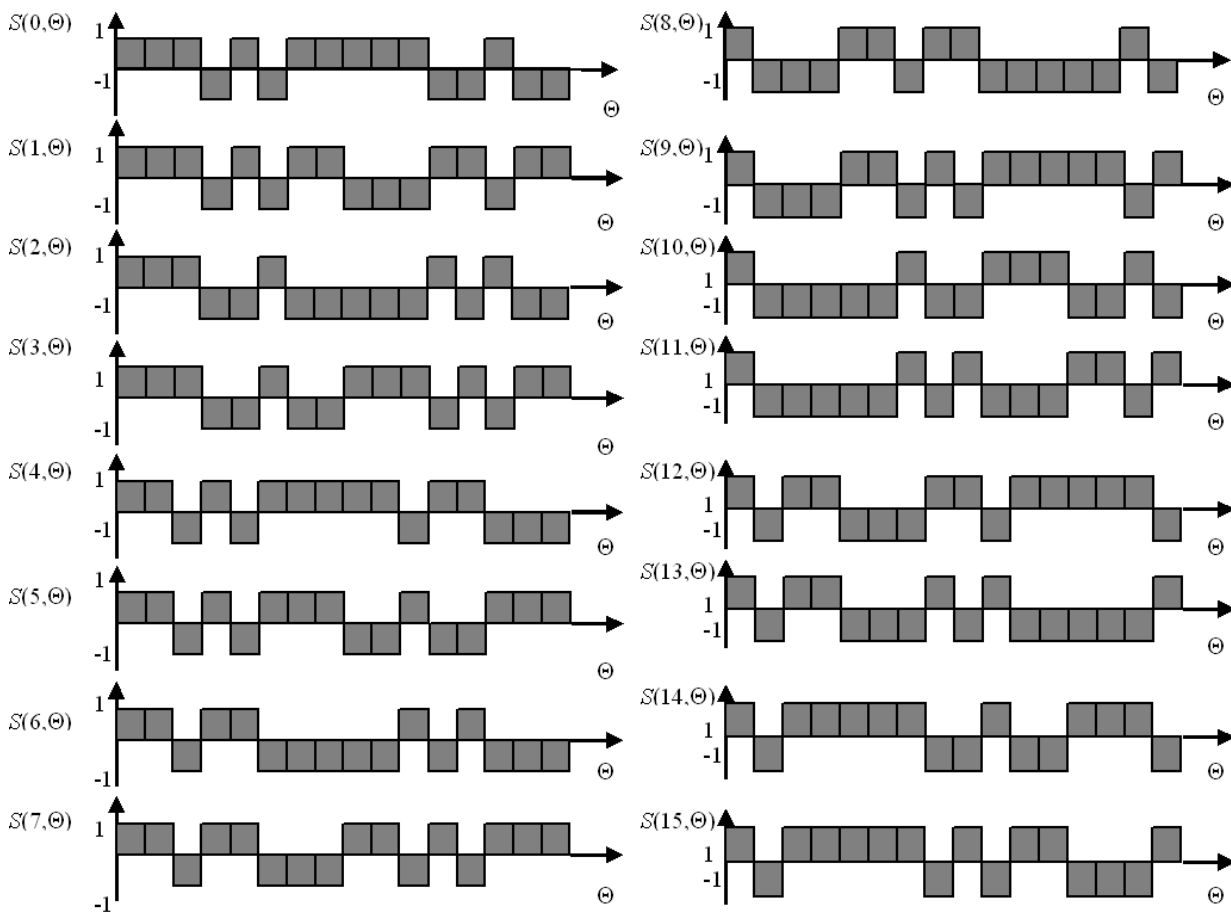 S(0,Θ)
1
-1
Θ
S(1,Θ)
1
-1
Θ
S(2,Θ)
1
-1
Θ
S(3,Θ)
1
-1
Θ
S(4,Θ)
1
-1
Θ
S(5,Θ)
1
-1
Θ
S(6,Θ)
1
-1
Θ
S(7,Θ)
1
-1
Θ
S(8,Θ)
1
-1
Θ
S(9,Θ)
1
-1
Θ
S(10,Θ)
1
-1
Θ
S(11,Θ)
1
-1
Θ
S(12,Θ)
1
-1
Θ
S(13,Θ)
1
-1
Θ
S(14,Θ)
1
-1
Θ
S(15,Θ)
1
-1
Θ